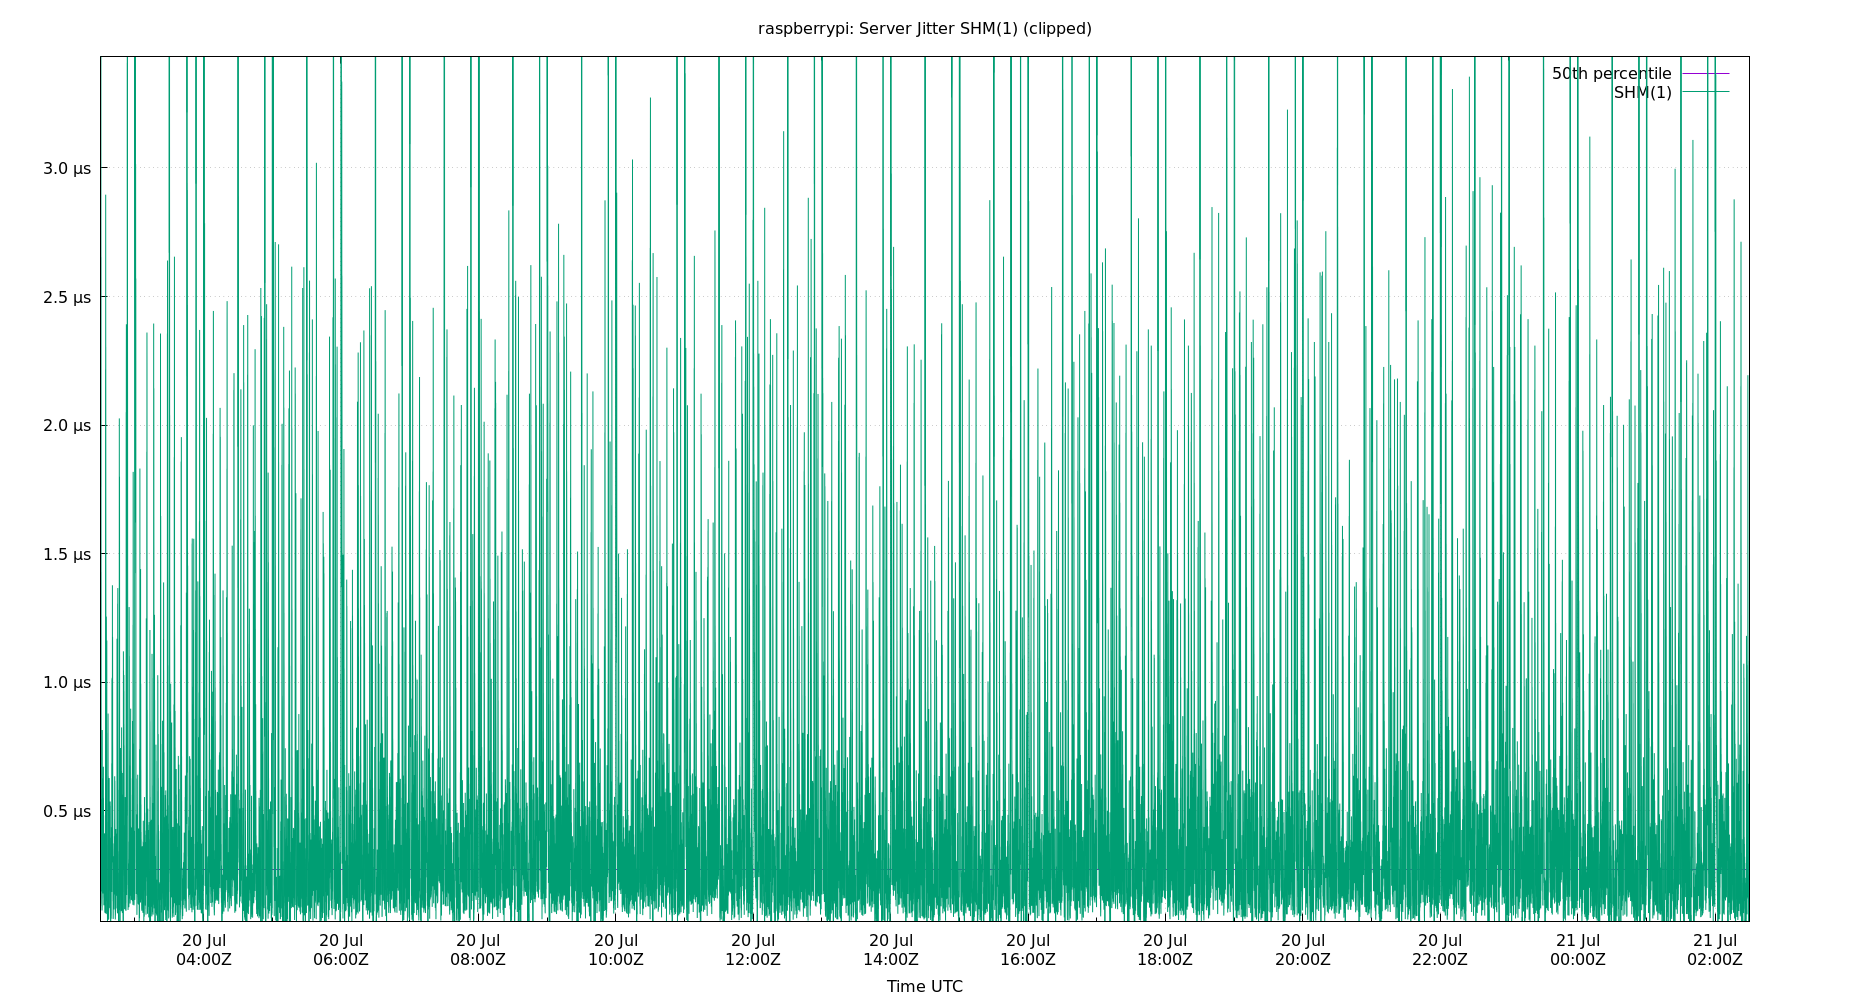 raspberrypi: Server Jitter SHM(1) (clipped)
50th percentile
SHM(1)
3.0 µs
2.5 µs
2.0 µs
1.5 µs
1.0 µs
0.5 µs
20 Jul 20 Jul 20 Jul 20 Jul 20 Jul 20 Jul 20 Jul 20 Jul 20 Jul 20 Jul 21 Jul 21 Jul
04:00Z 06:00Z 08:00Z 10:00Z 12:00Z 14:00Z 16:00Z 18:00Z 20:00Z 22:00Z 00:00Z 02:00Z
Time UTC